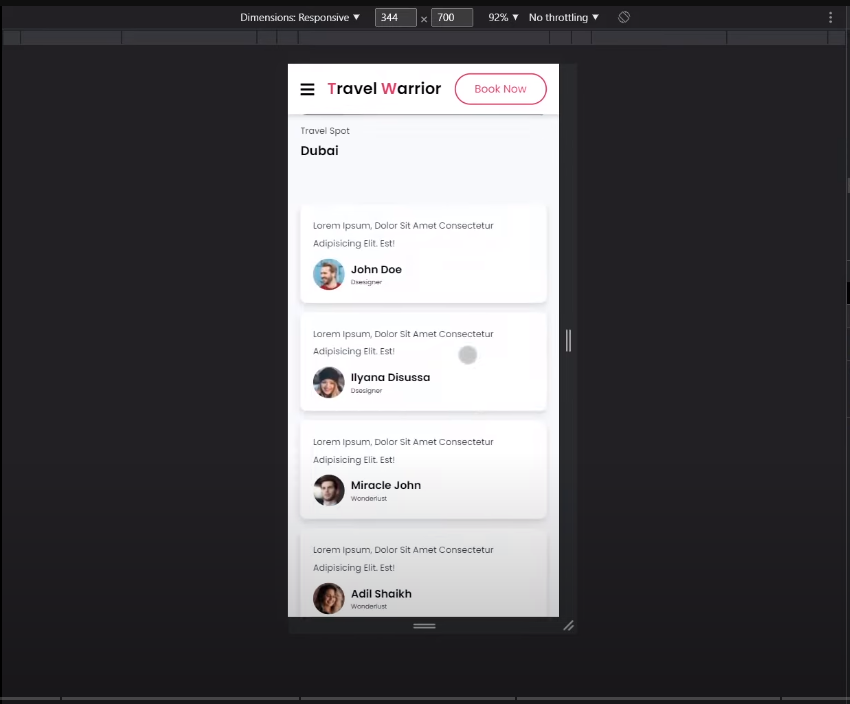 Dimensions: Responsive ▼ 344 × 700 92% ▼ No throttling ▼
Travel Warrior Book Now
Travel Spot
Dubai
Lorem Ipsum, Dolor Sit Amet Consectetur
Adipisicing Elit. Est!
John Doe
Dsesigner
Lorem Ipsum, Dolor Sit Amet Consectetur
Adipisicing Elit. Est!
Ilyana Disussa
Dsesigner
Lorem Ipsum, Dolor Sit Amet Consectetur
Adipisicing Elit. Est!
Miracle John
Wonderlust
Lorem Ipsum, Dolor Sit Amet Consectetur
Adipisicing Elit. Est!
Adil Shaikh
Wonderlust